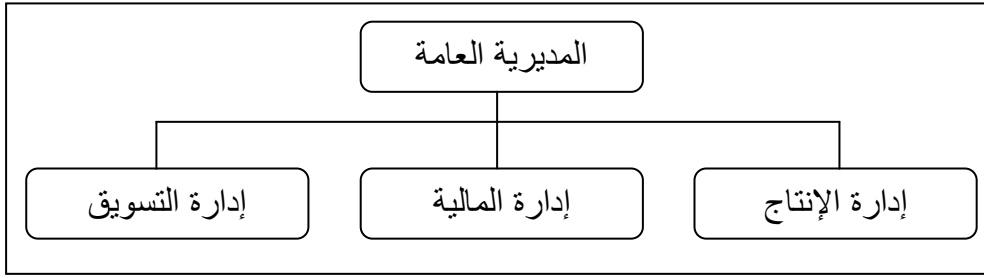 المديرية العامة
إدارة الإنتاج
إدارة المالية
إدارة التسويق